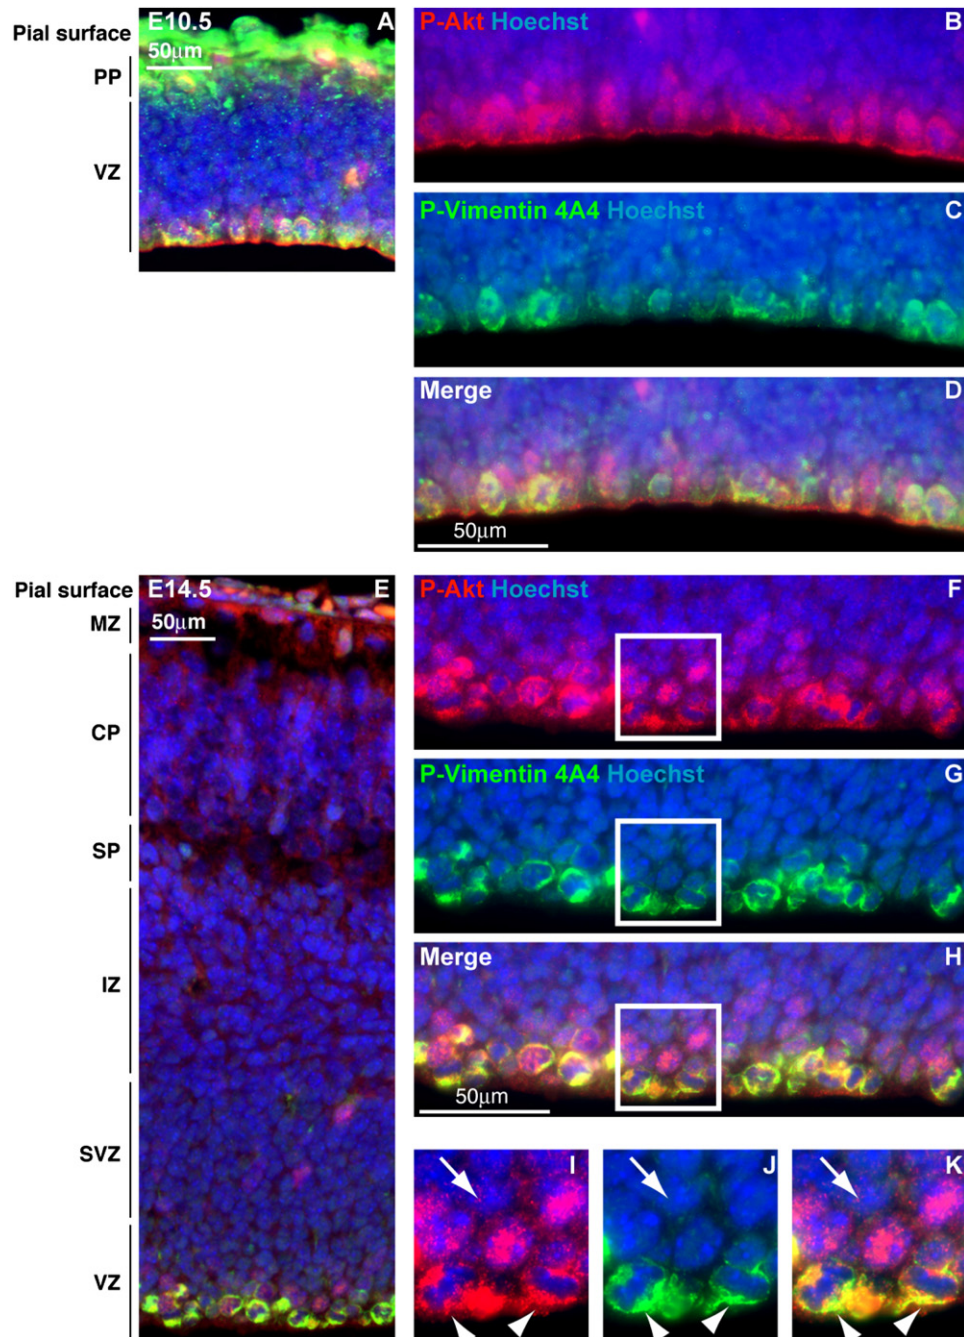 Pial surface
E10.5
A
50μm
PP
VZ
P-Akt Hoechst
B
P-Vimentin 4A4 Hoechst
C
Merge
D
50μm
Pial surface
E14.5
E
50μm
MZ
CP
SP
IZ
SVZ
VZ
P-Akt Hoechst
F
P-Vimentin 4A4 Hoechst
G
Merge
H
50μm
I
J
K